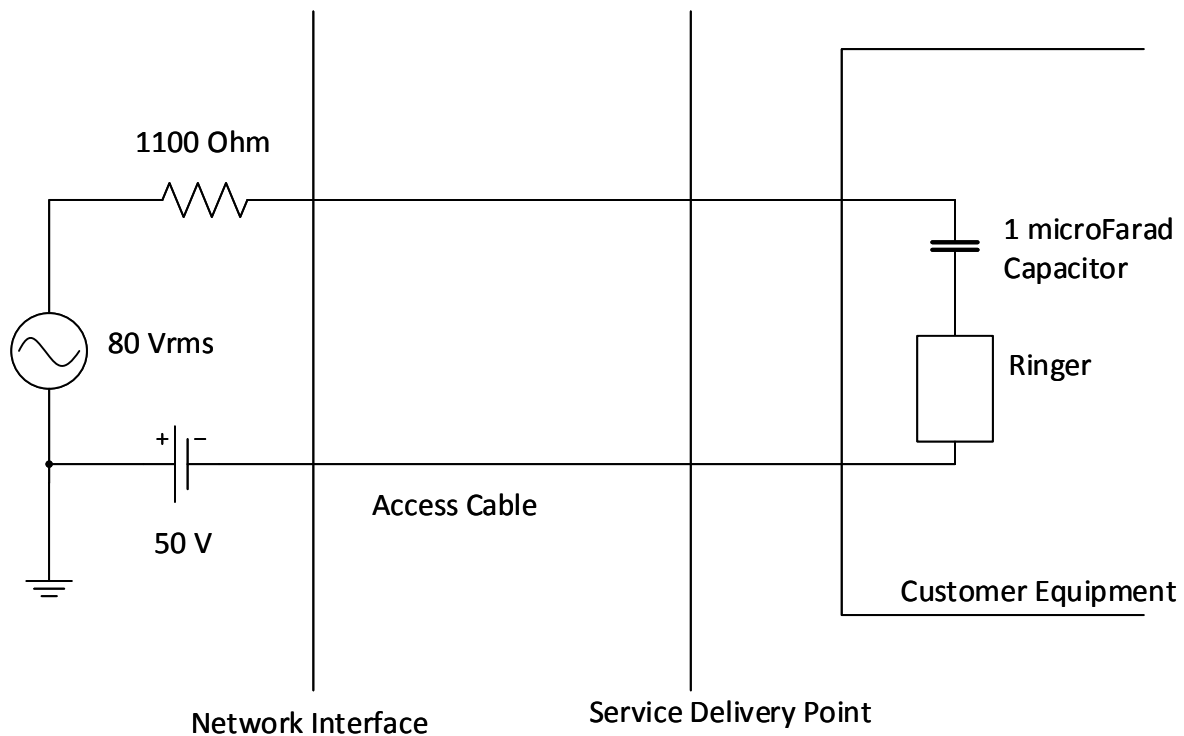 1100 Ohm
1 microFarad
Capacitor
80 Vrms
Ringer
+ −
Access Cable
50 V
Customer Equipment
Network Interface
Service Delivery Point